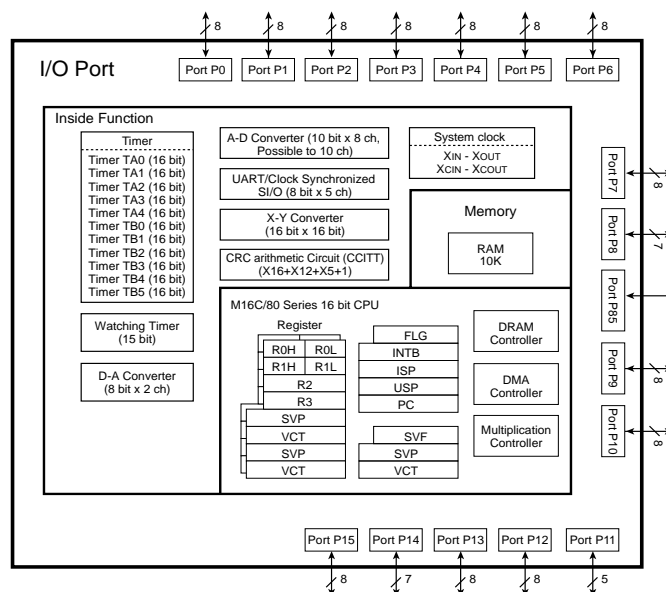 8 8 8 8 8 8 8
I/O Port
Port P0 Port P1 Port P2 Port P3 Port P4 Port P5 Port P6
Inside Function
Timer
Timer TA0 (16 bit)
Timer TA1 (16 bit)
Timer TA2 (16 bit)
Timer TA3 (16 bit)
Timer TA4 (16 bit)
Timer TB0 (16 bit)
Timer TB1 (16 bit)
Timer TB2 (16 bit)
Timer TB3 (16 bit)
Timer TB4 (16 bit)
Timer TB5 (16 bit)
Watching Timer
(15 bit)
D-A Converter
(8 bit x 2 ch)
A-D Converter (10 bit x 8 ch,
Possible to 10 ch)
UART/Clock Synchronized
SI/O (8 bit x 5 ch)
X-Y Converter
(16 bit x 16 bit)
CRC arithmetic Circuit (CCITT)
(X16+X12+X5+1)
System clock
XIN - XOUT
XCIN - XCOUT
Memory
RAM
10K
M16C/80 Series 16 bit CPU
Register
R0H R0L
R1H R1L
R2
R3
SVP
VCT
SVP
VCT
FLG
INTB
ISP
USP
PC
SVF
SVP
VCT
DRAM
Controller
DMA
Controller
Multiplication
Controller
Port P7
8
Port P8
7
Port P85
Port P9
8
Port P10
8
Port P15 Port P14 Port P13 Port P12 Port P11
8 7 8 8 5